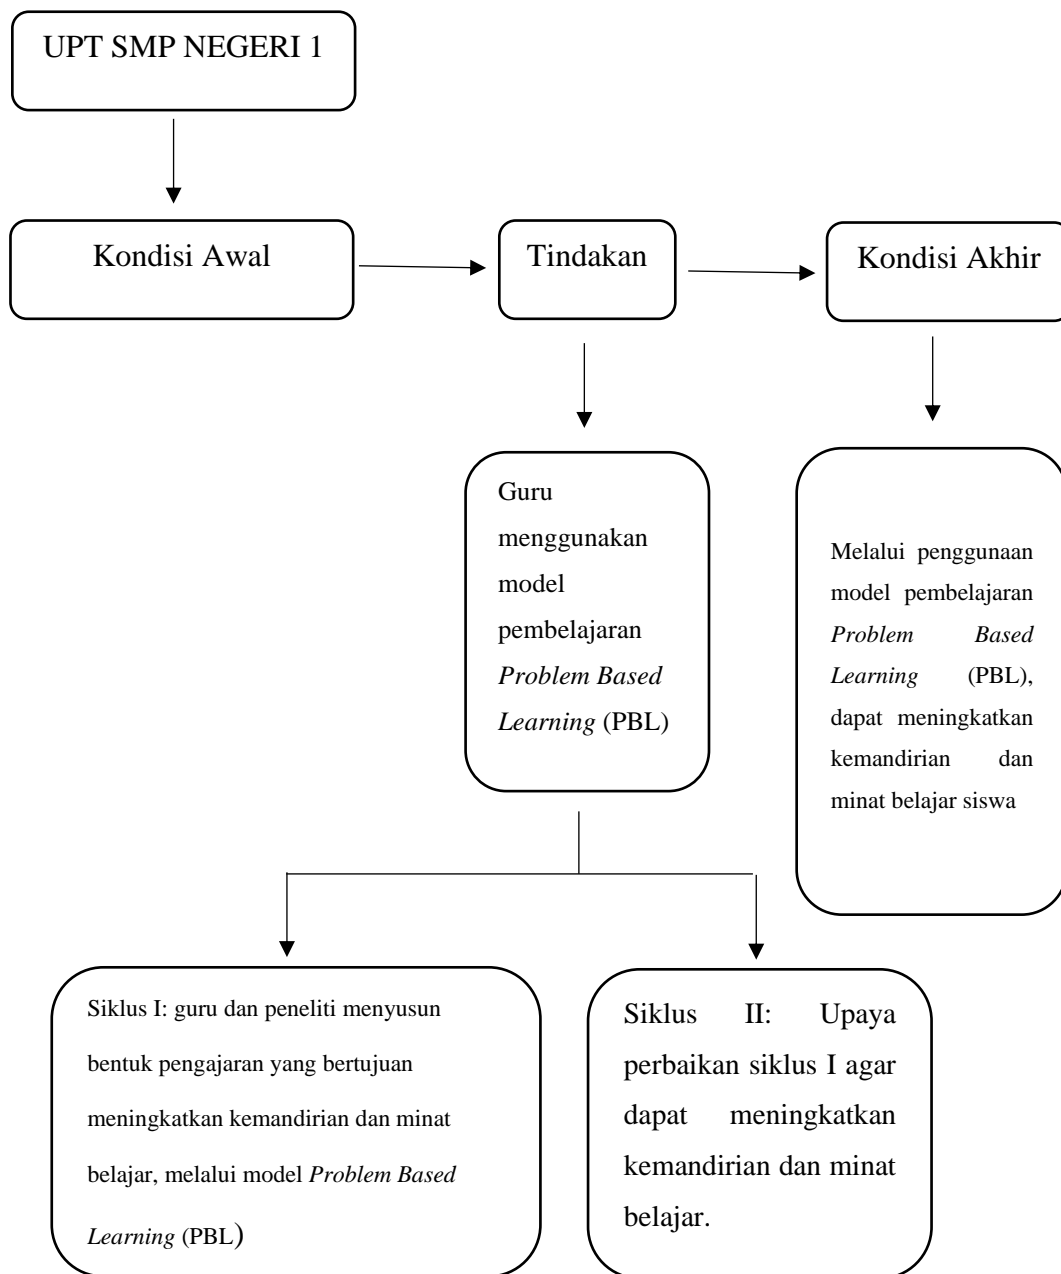 UPT SMP NEGERI 1
Kondisi Awal
Tindakan
Kondisi Akhir
Guru
menggunakan
model
pembelajaran
Problem Based
Learning (PBL)
Melalui penggunaan
model pembelajaran
Problem Based
Learning (PBL),
dapat meningkatkan
kemandirian dan
minat belajar siswa
Siklus I: guru dan peneliti menyusun
bentuk pengajaran yang bertujuan
meningkatkan kemandirian dan minat
belajar, melalui model Problem Based
Learning (PBL)
Siklus II: Upaya
perbaikan siklus I agar
dapat meningkatkan
kemandirian dan minat
belajar.